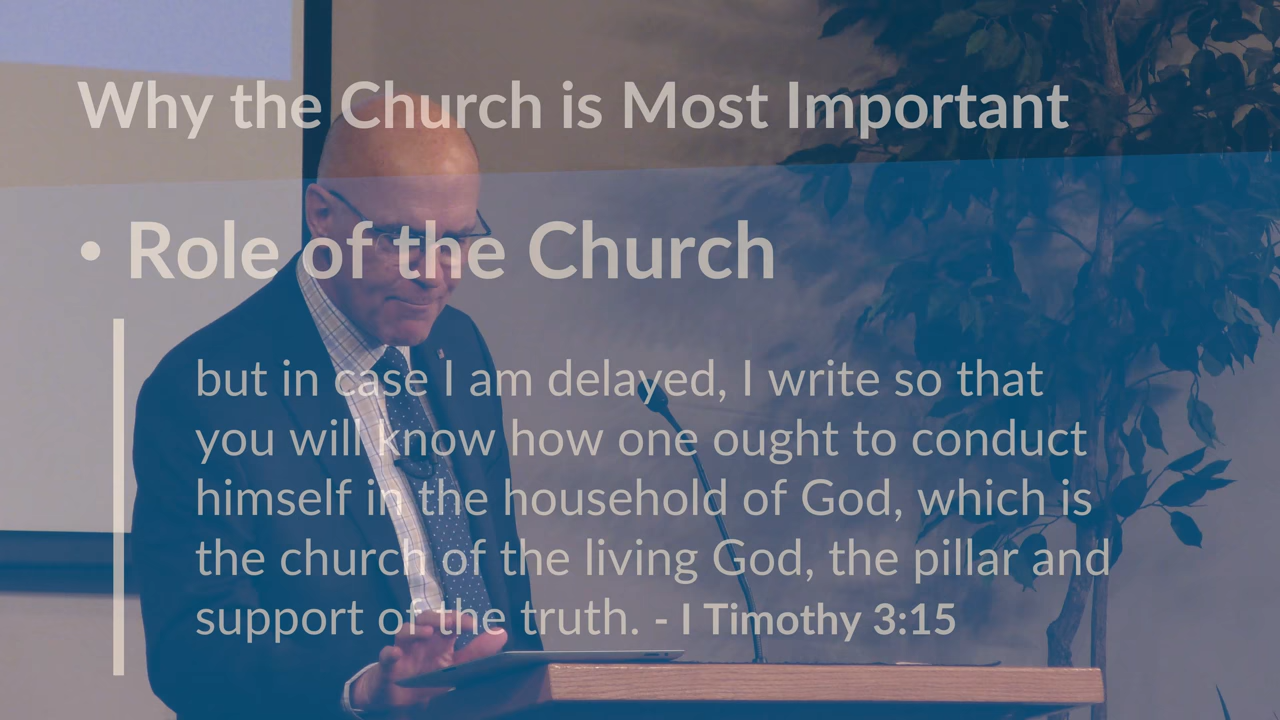 Why the Church is Most Important
• Role of the Church
but in case I am delayed, I write so that
you will know how one ought to conduct
himself in the household of God, which is
the church of the living God, the pillar and
support of the truth. - I Timothy 3:15